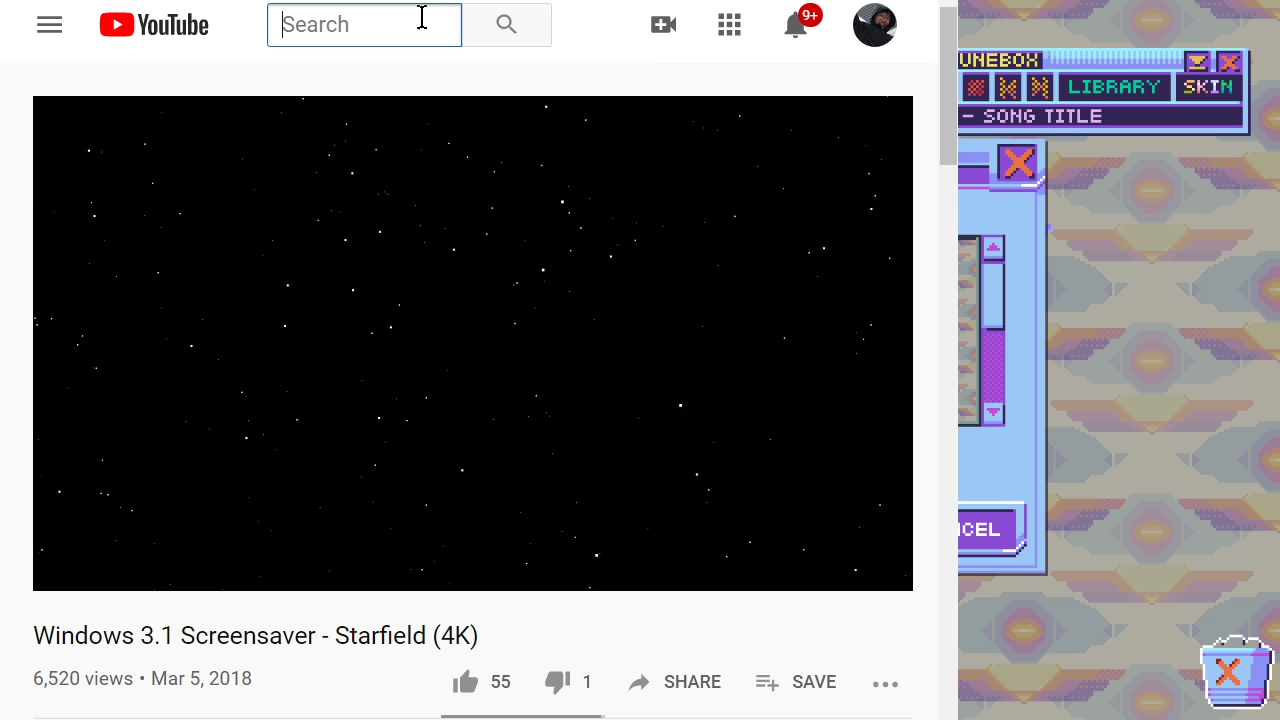 YouTube
Search
9+
UNEBOX
LIBRARY
SKIN
- SONG TITLE
NCEL
Windows 3.1 Screensaver - Starfield (4K)
6,520 views • Mar 5, 2018
55
1
SHARE
SAVE